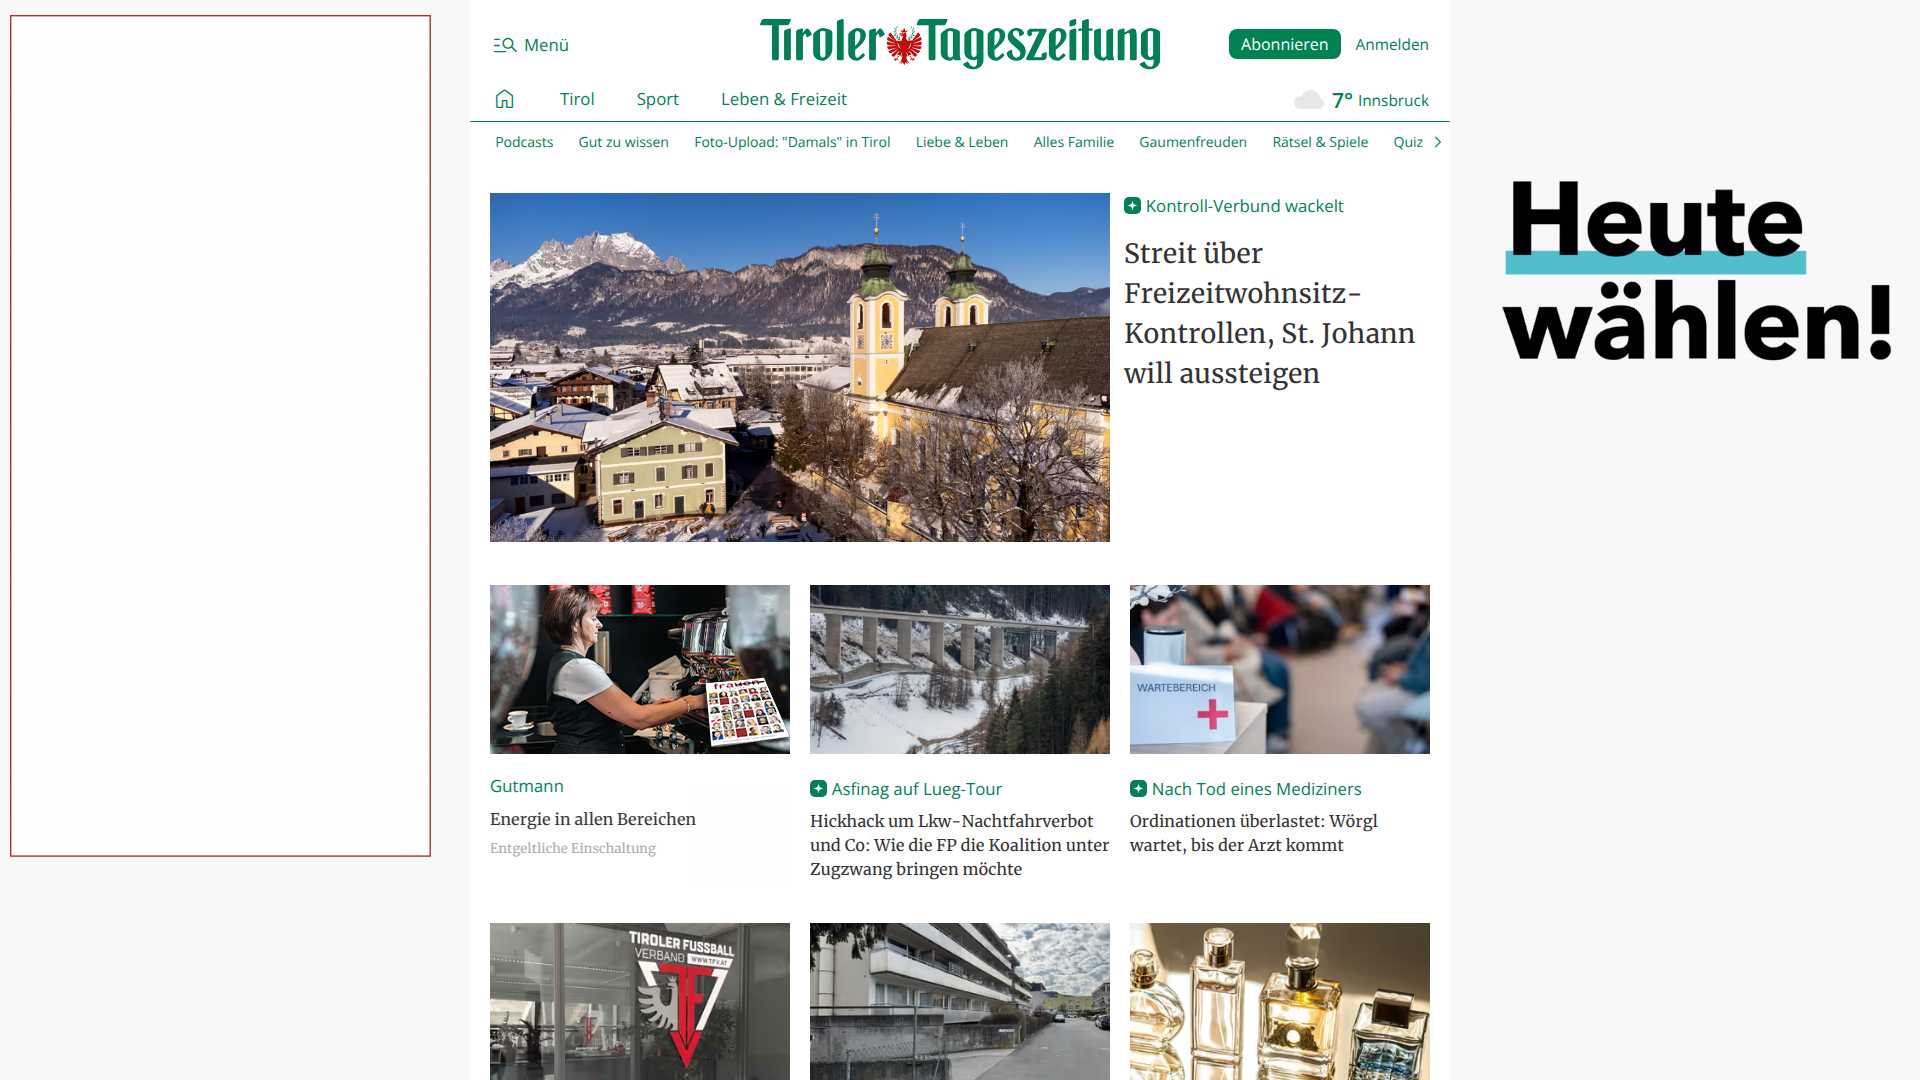 Menü
Tiroler Tageszeitung
Abonnieren
Anmelden
Tirol
Sport
Leben & Freizeit
7° Innsbruck
Podcasts
Gut zu wissen
Foto-Upload: "Damals" in Tirol
Liebe & Leben
Alles Familie
Gaumenfreuden
Rätsel & Spiele
Quiz
Heute
wählen!
Kontroll-Verbund wackelt
Streit über
Freizeitwohnsitz-
Kontrollen, St. Johann
will aussteigen
frauen
WARTEBEREICH
Gutmann
Energie in allen Bereichen
Entgeltliche Einschaltung
Asfinag auf Lueg-Tour
Hickhack um Lkw-Nachtfahrverbot
und Co: Wie die FP die Koalition unter
Zugzwang bringen möchte
Nach Tod eines Mediziners
Ordinationen überlastet: Wörgl
wartet, bis der Arzt kommt
TIROLER FUSSBALL
VERBAND WWW.TFV.AT